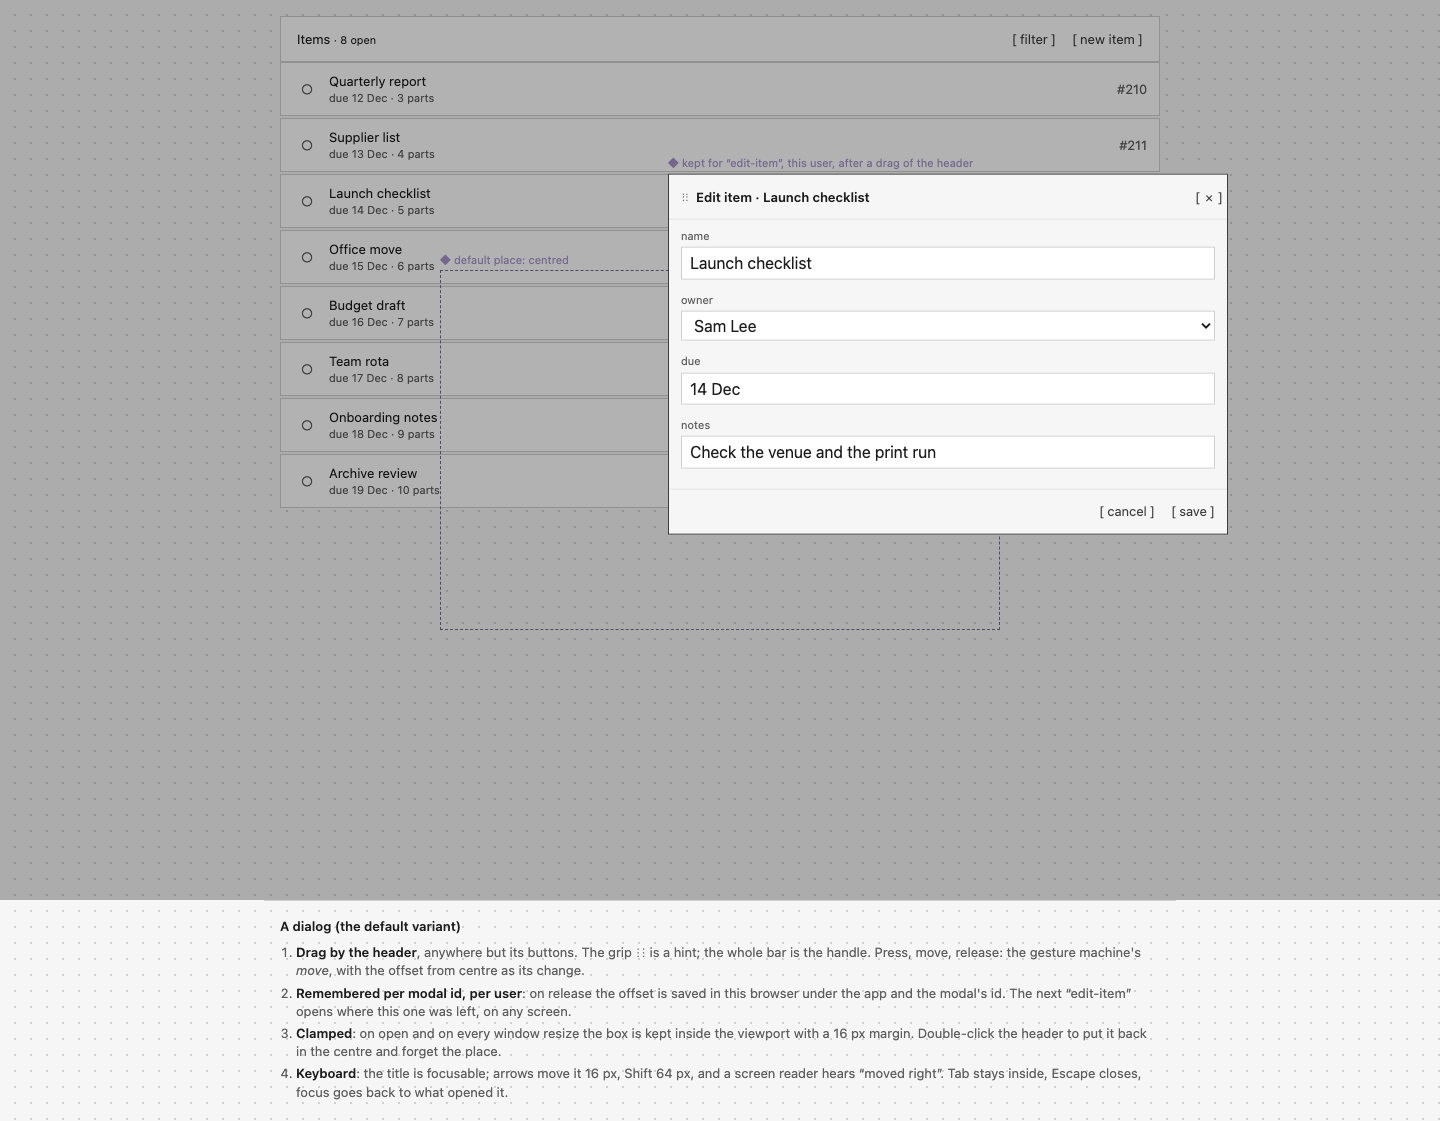 Items · 8 open
[ filter ] [ new item ]
Quarterly report
due 12 Dec · 3 parts
#210
Supplier list
due 13 Dec · 4 parts
#211
Launch checklist
due 14 Dec · 5 parts
Office move
due 15 Dec · 6 parts
Budget draft
due 16 Dec · 7 parts
Team rota
due 17 Dec · 8 parts
Onboarding notes
due 18 Dec · 9 parts
Archive review
due 19 Dec · 10 parts
◆ default place: centred
◆ kept for “edit-item”, this user, after a drag of the header
Edit item · Launch checklist
[ × ]
name
Launch checklist
owner
Sam Lee
due
14 Dec
notes
Check the venue and the print run
[ cancel ] [ save ]
A dialog (the default variant)
1. Drag by the header, anywhere but its buttons. The grip ⁝⁝ is a hint; the whole bar is the handle. Press, move, release: the gesture machine's
move, with the offset from centre as its change.
2. Remembered per modal id, per user: on release the offset is saved in this browser under the app and the modal's id. The next “edit-item”
opens where this one was left, on any screen.
3. Clamped: on open and on every window resize the box is kept inside the viewport with a 16 px margin. Double-click the header to put it back
in the centre and forget the place.
4. Keyboard: the title is focusable; arrows move it 16 px, Shift 64 px, and a screen reader hears “moved right”. Tab stays inside, Escape closes,
focus goes back to what opened it.